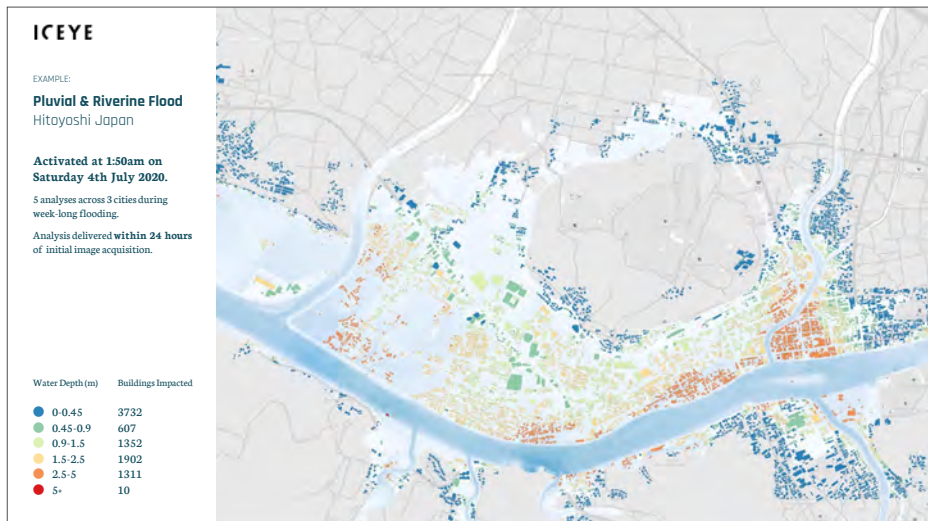 ICEYE
EXAMPLE:
Pluvial & Riverine Flood
Hitoyoshi Japan
Activated at 1:50am on
Saturday 4th July 2020.
5 analyses across 3 cities during
week-long flooding.
Analysis delivered within 24 hours
of initial image acquisition.
Water Depth (m) Buildings Impacted
0-0.45 3732
0.45-0.9 607
0.9-1.5 1352
1.5-2.5 1902
2.5-5 1311
5+ 10